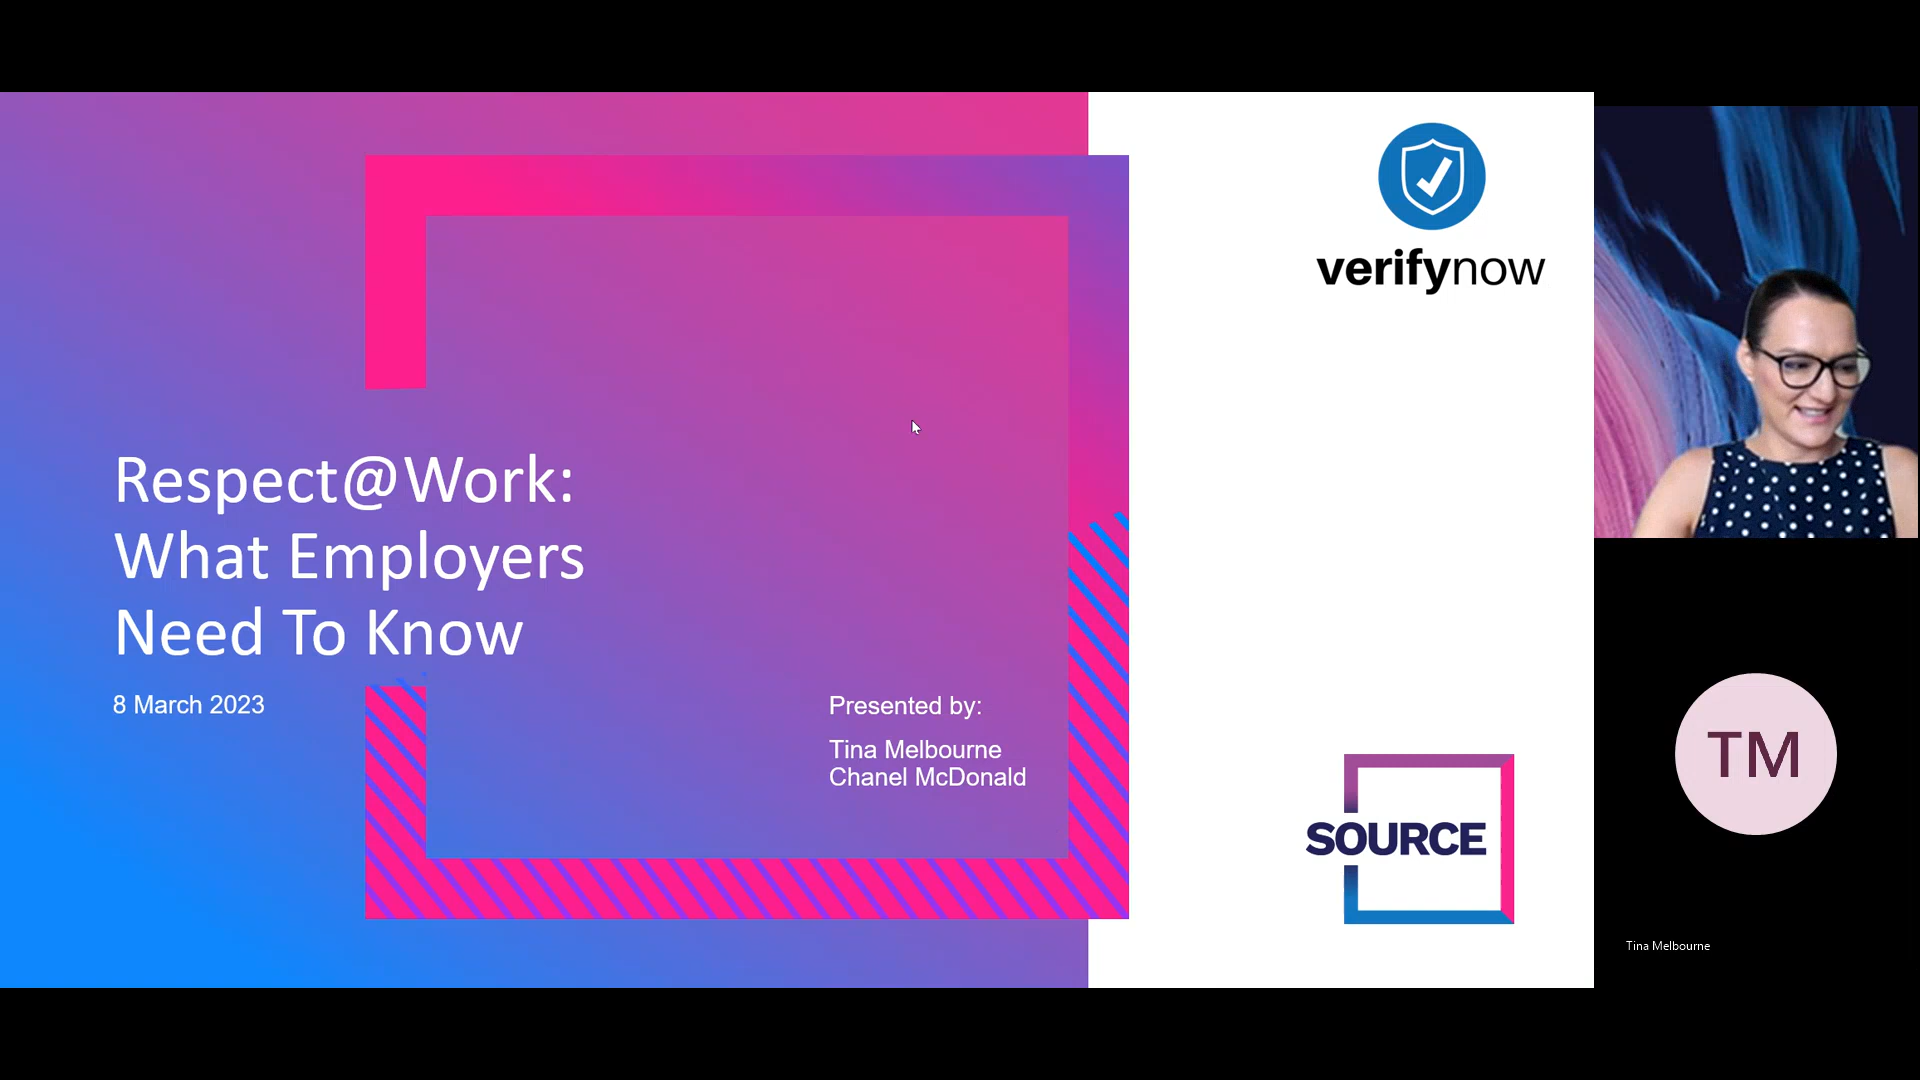 verifynow
Respect@Work:
What Employers
Need To Know
8 March 2023
Presented by:
Tina Melbourne
Chanel McDonald
SOURCE
TM
Tina Melbourne